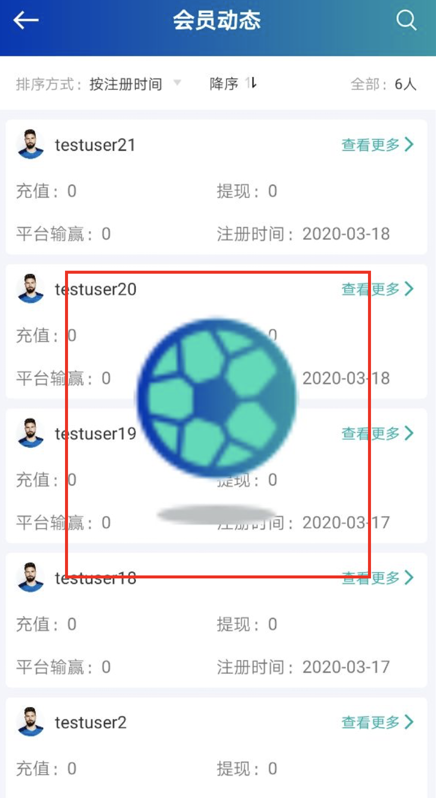 会员动态
排序方式：按注册时间 降序 全部：6人
testuser21 查看更多
充值：0 提现：0
平台输赢：0 注册时间：2020-03-18
testuser20 查看更多
充值：0 0
平台输赢：0 2020-03-18
testuser19 查看更多
充值：0 提现：0
平台输赢：0 注册时间：2020-03-17
testuser18 查看更多
充值：0 提现：0
平台输赢：0 注册时间：2020-03-17
testuser2 查看更多
充值：0 提现：0